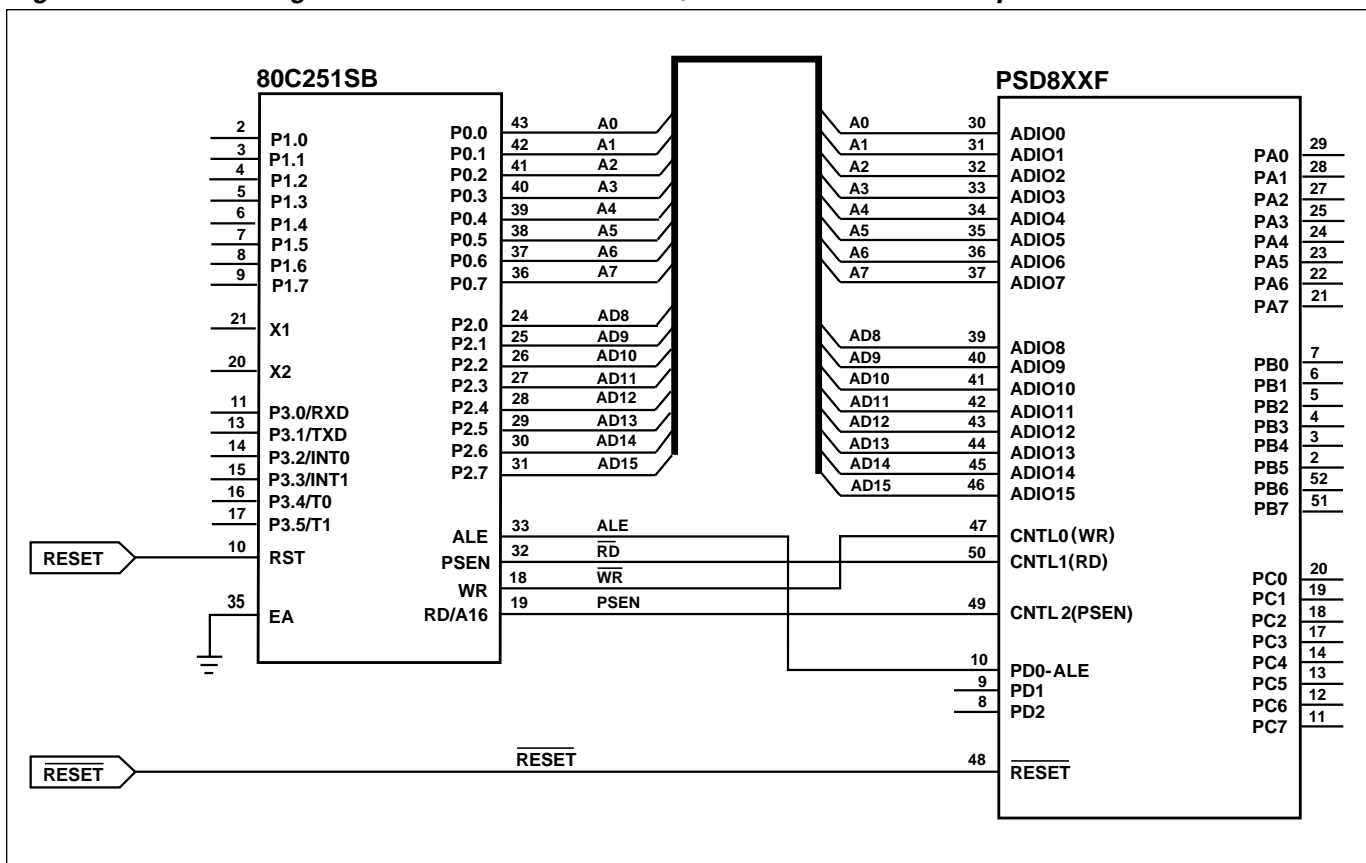 80C251SB
2 P1.0
3 P1.1
4 P1.2
5 P1.3
6 P1.4
7 P1.5
8 P1.6
9 P1.7
21 X1
20 X2
11 P3.0/RXD
13 P3.1/TXD
14 P3.2/INT0
15 P3.3/INT1
16 P3.4/T0
17 P3.5/T1
RESET 10 RST
35 EA
P0.0 43 A0
P0.1 42 A1
P0.2 41 A2
P0.3 40 A3
P0.4 39 A4
P0.5 38 A5
P0.6 37 A6
P0.7 36 A7
P2.0 24 AD8
P2.1 25 AD9
P2.2 26 AD10
P2.3 27 AD11
P2.4 28 AD12
P2.5 29 AD13
P2.6 30 AD14
P2.7 31 AD15
ALE 33 ALE
PSEN 32 RD
WR 18 WR
RD/A16 19 PSEN
PSD8XXF
A0 30 ADIO0
A1 31 ADIO1
A2 32 ADIO2
A3 33 ADIO3
A4 34 ADIO4
A5 35 ADIO5
A6 36 ADIO6
A7 37 ADIO7
AD8 39 ADIO8
AD9 40 ADIO9
AD10 41 ADIO10
AD11 42 ADIO11
AD12 43 ADIO12
AD13 44 ADIO13
AD14 45 ADIO14
AD15 46 ADIO15
47 CNTL0(WR)
50 CNTL1(RD)
49 CNTL 2(PSEN)
10 PD0-ALE
9 PD1
8 PD2
RESET RESET 48 RESET
PA0 29
PA1 28
PA2 27
PA3 25
PA4 24
PA5 23
PA6 22
PA7 21
PB0 7
PB1 6
PB2 5
PB3 4
PB4 3
PB5 2
PB6 52
PB7 51
PC0 20
PC1 19
PC2 18
PC3 17
PC4 14
PC5 13
PC6 12
PC7 11